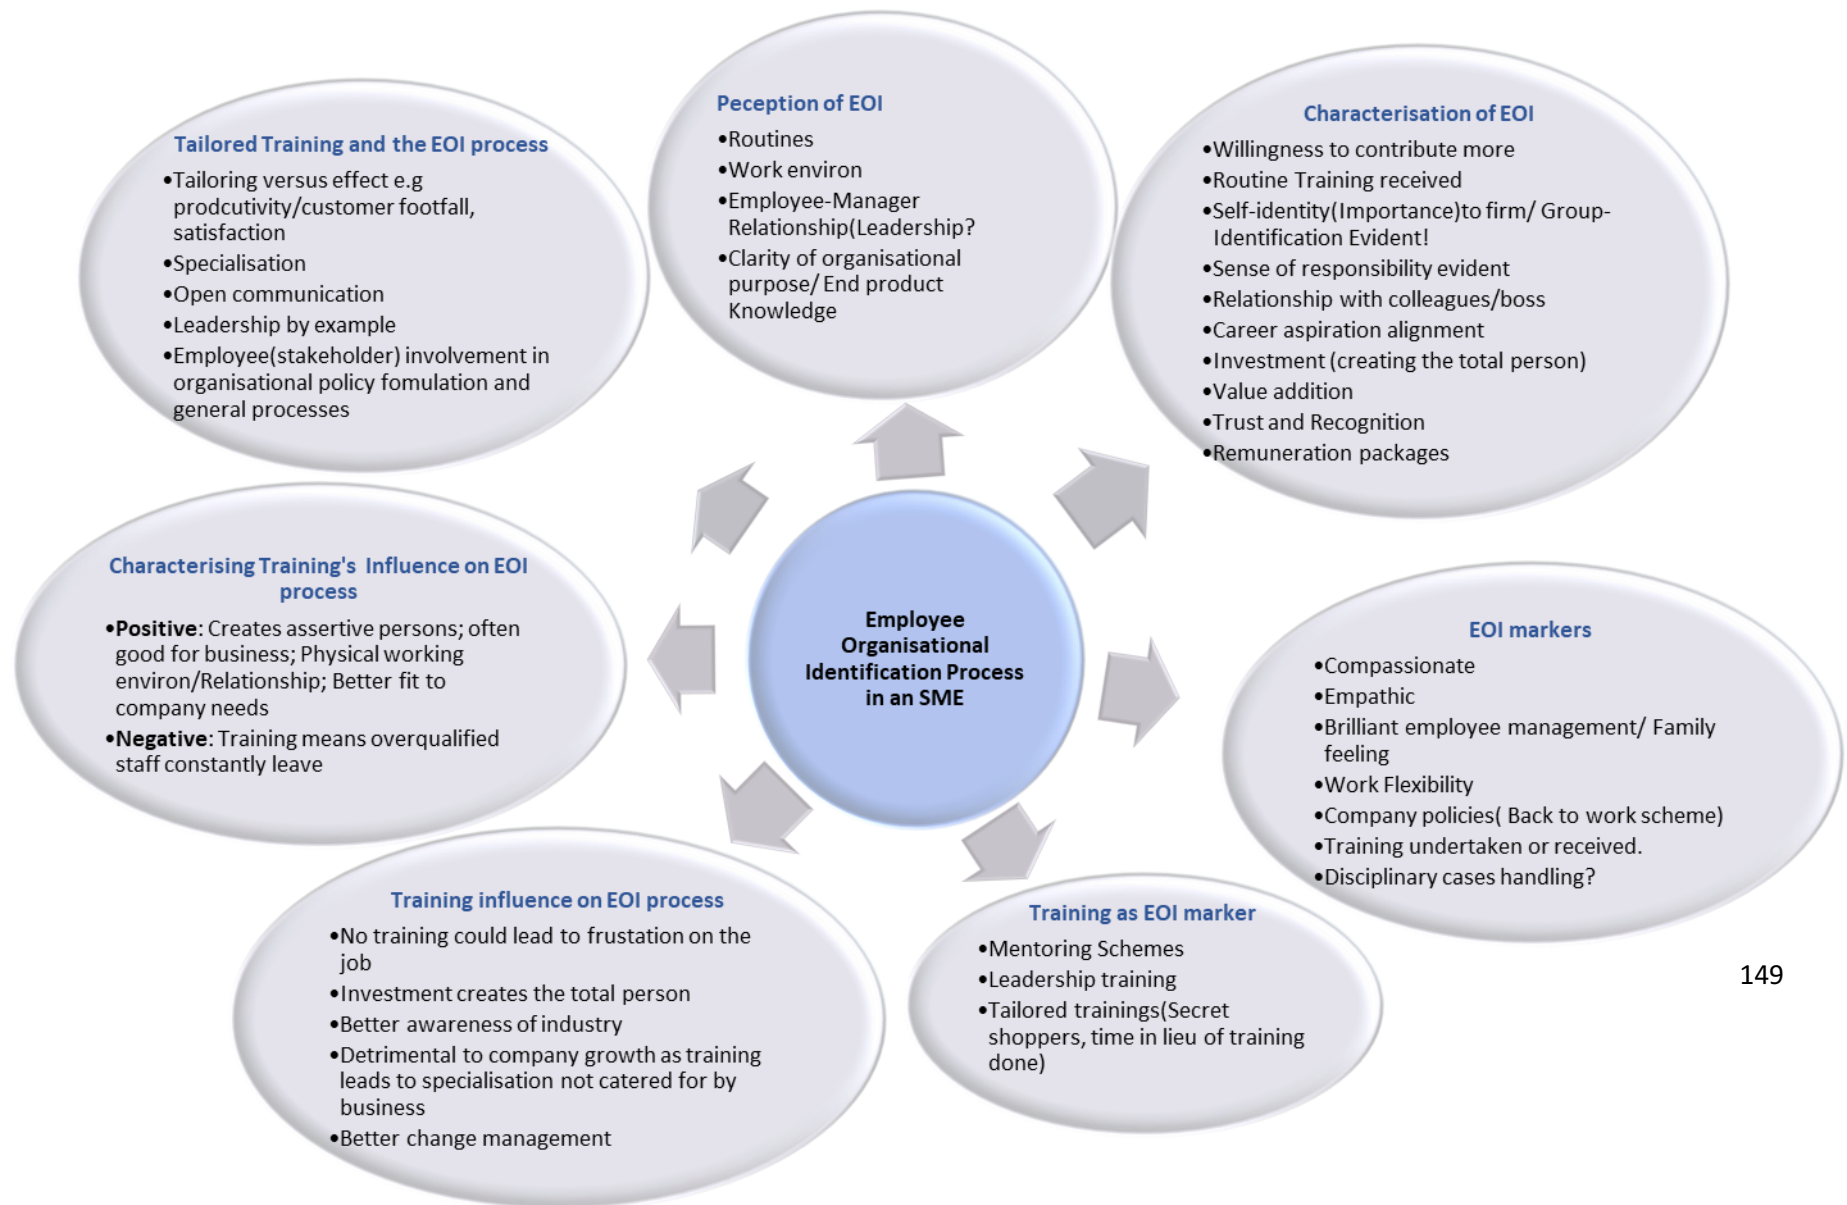 Peception of EOI
•Routines
•Work environ
•Employee-Manager
Relationship(Leadership?
•Clarity of organisational
purpose/ End product
Knowledge
Characterisation of EOI
•Willingness to contribute more
•Routine Training received
•Self-identity(Importance)to firm/ Group-
Identification Evident!
•Sense of responsibility evident
•Relationship with colleagues/boss
•Career aspiration alignment
•Investment (creating the total person)
•Value addition
•Trust and Recognition
•Remuneration packages
EOI markers
•Compassionate
•Empathic
•Brilliant employee management/ Family
feeling
•Work Flexibility
•Company policies( Back to work scheme)
•Training undertaken or received.
•Disciplinary cases handling?
Training as EOI marker
•Mentoring Schemes
•Leadership training
•Tailored trainings(Secret
shoppers, time in lieu of training
done)
Training influence on EOI process
•No training could lead to frustation on the
job
•Investment creates the total person
•Better awareness of industry
•Detrimental to company growth as training
leads to specialisation not catered for by
business
•Better change management
Characterising Training's Influence on EOI
process
•Positive: Creates assertive persons; often
good for business; Physical working
environ/Relationship; Better fit to
company needs
•Negative: Training means overqualified
staff constantly leave
Tailored Training and the EOI process
•Tailoring versus effect e.g
prodcutivity/customer footfall,
satisfaction
•Specialisation
•Open communication
•Leadership by example
•Employee(stakeholder) involvement in
organisational policy fomulation and
general processes
Employee
Organisational
Identification Process
in an SME
149